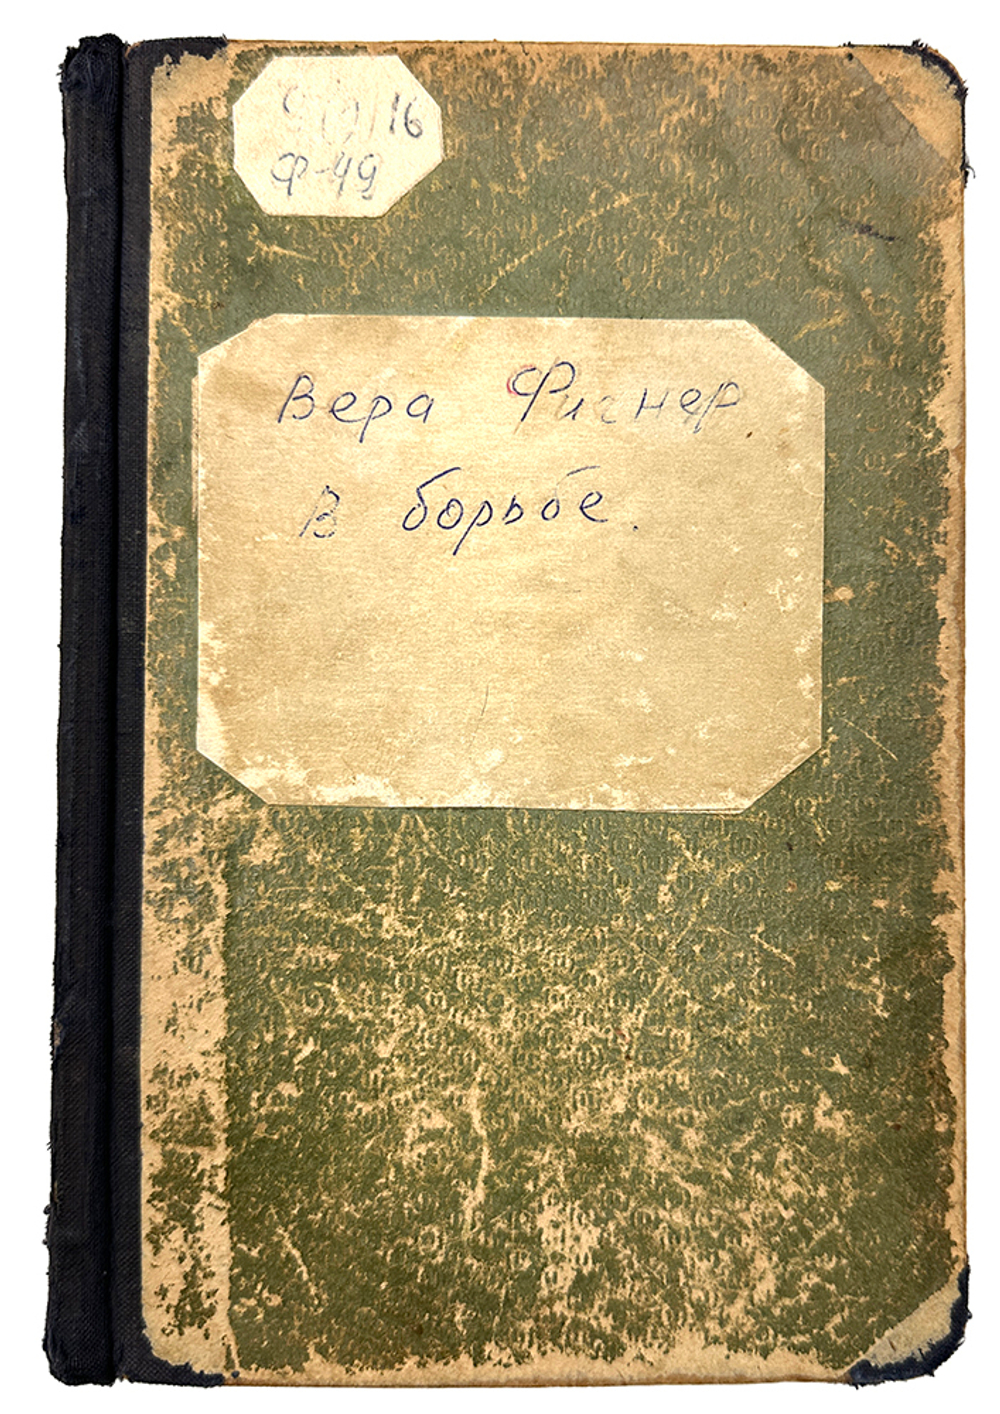 9(2)16
Ф-49
Вера Фигнер.
В борьбе.